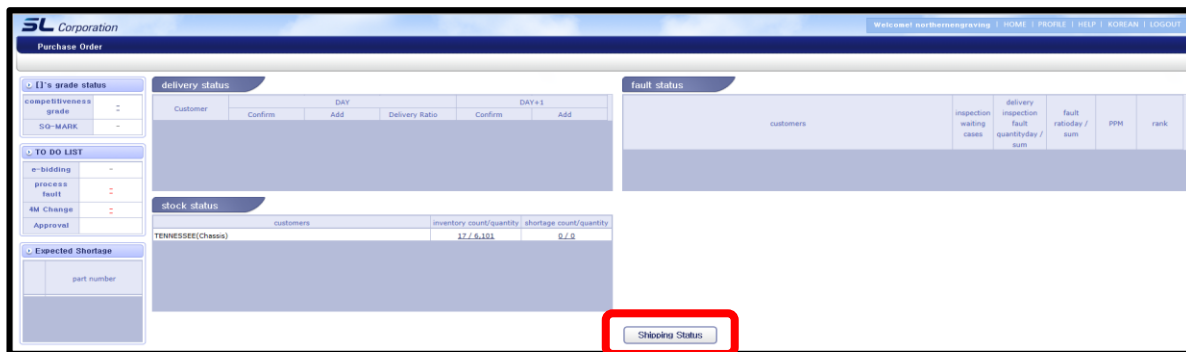 SL Corporation
Welcome! northernengraving | HOME | PROFILE | HELP | KOREAN | LOGOUT
Purchase Order
[]'s grade status
competitiveness
grade
-
SQ-MARK
-
TO DO LIST
e-bidding
-
process
fault
-
4M Change
-
Approval
Expected Shortage
part number
delivery status
Customer
DAY
DAY+1
Confirm
Add
Delivery Ratio
Confirm
Add
stock status
customers
inventory count/quantity
shortage count/quantity
TENNESSEE(Chassis)
17 / 6,101
0 / 0
fault status
customers
inspection
waiting
cases
delivery
inspection
fault
quantityday /
sum
fault
ratioday /
sum
PPM
rank
Shipping Status